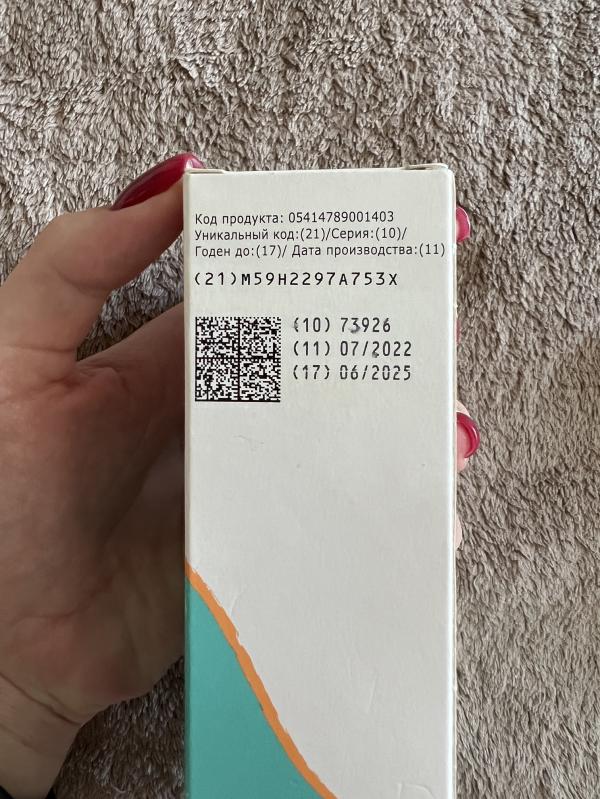 Код продукта: 05414789001403
Уникальный код:(21)/Серия:(10)/
Годен до:(17)/ Дата производства:(11)
(21)M59H2297A753X
(10) 73926
(11) 07/2022
(17) 06/2025